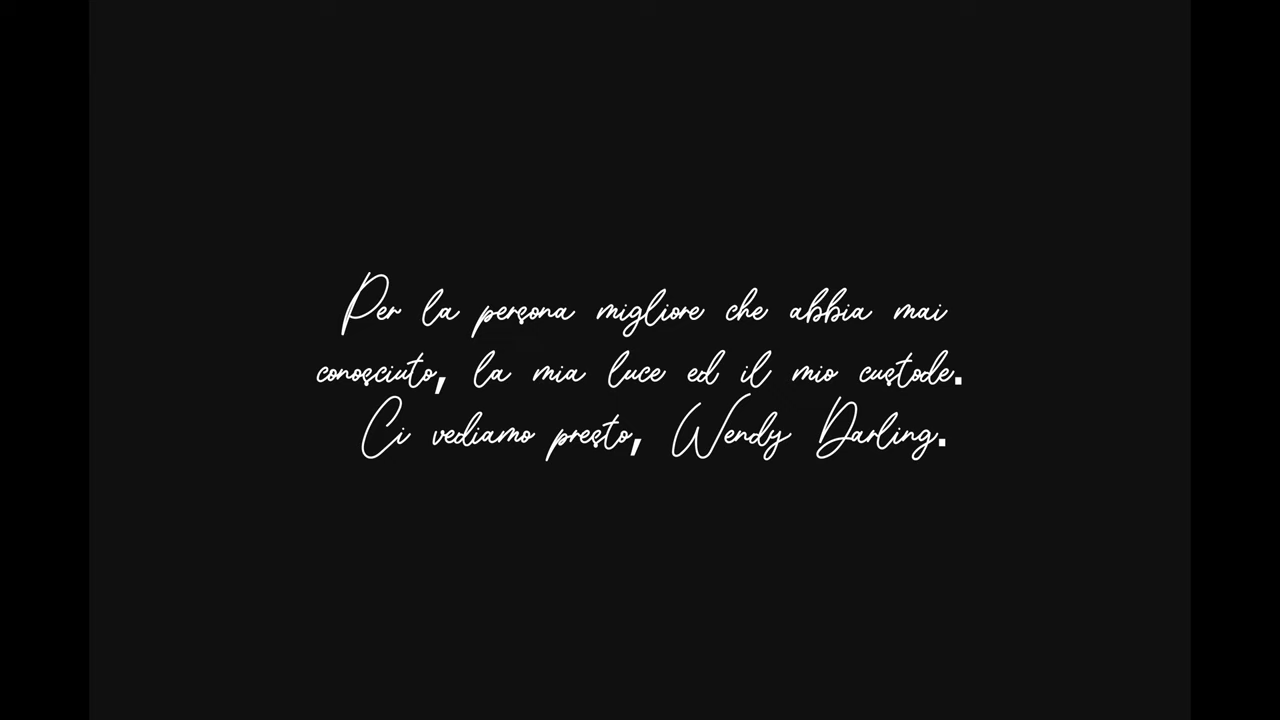 Per la persona migliore che abbia mai
conosciuto, la mia luce ed il mio custode.
Ci vediamo presto, Wendy Darling.